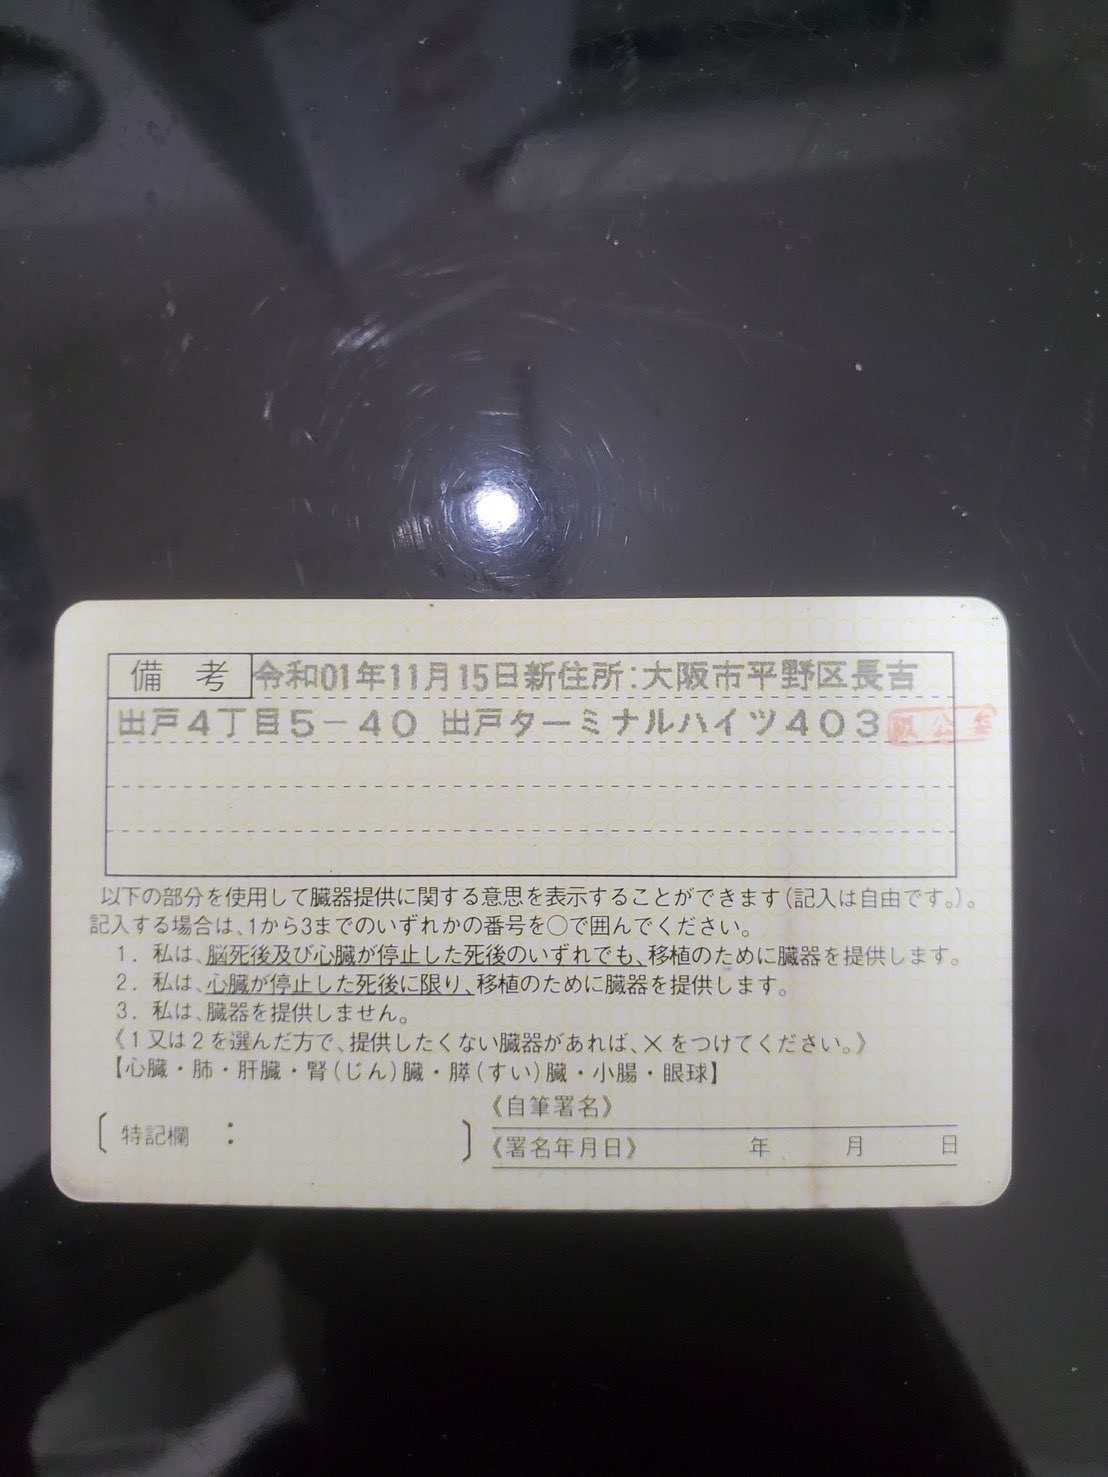 備 考 令和01年11月15日新住所:大阪市平野区長吉
出戸4丁目5-40 出戸ターミナルハイツ403
以下の部分を使用して臓器提供に関する意思を表示することができます(記入は自由です。)。
記入する場合は、1から3までのいずれかの番号を○で囲んでください。
1. 私は、脳死後及び心臓が停止した死後のいずれでも、移植のために臓器を提供します。
2. 私は、心臓が停止した死後に限り、移植のために臓器を提供します。
3. 私は、臓器を提供しません。
《1又は2を選んだ方で、提供したくない臓器があれば、×をつけてください。》
【心臓・肺・肝臓・腎(じん)臓・膵(すい)臓・小腸・眼球】
《自筆署名》
〔特記欄 : 〕
《署名年月日》 年 月 日